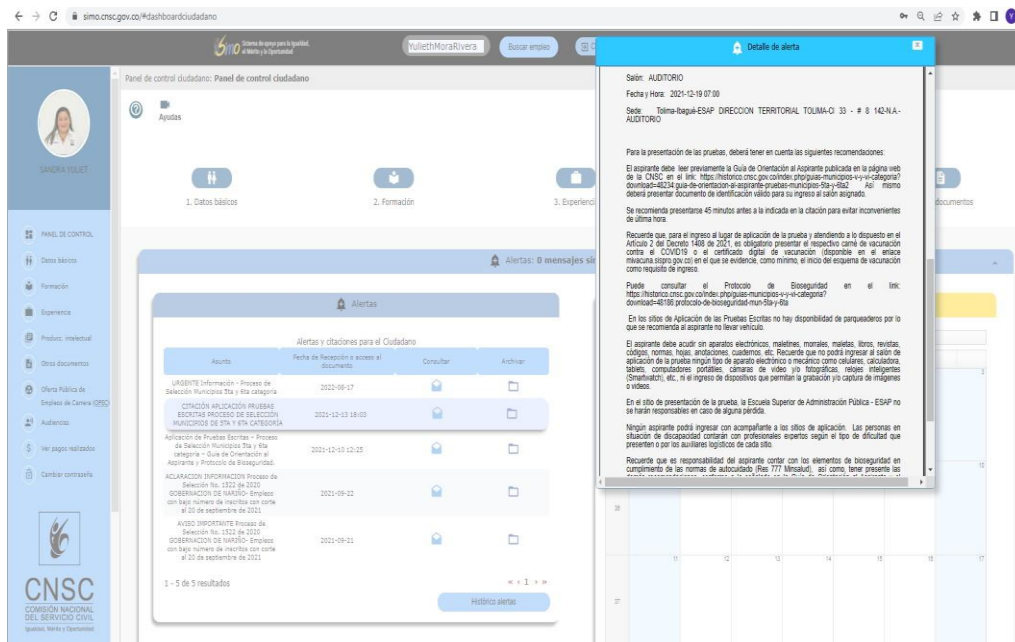 simo.cnsc.gov.co/#dashboardciudadano
Simo Sistema de apoyo para la Igualdad,
el Mérito y la Oportunidad
YuliethMoraRivera
Buscar empleo
Panel de control ciudadano: Panel de control ciudadano
Ayudas
SANDRA YULIET
1. Datos básicos
2. Formación
3. Experienci
documentos
PANEL DE CONTROL
Datos básicos
Formación
Experiencia
Produc. intelectual
Otros documentos
Oferta Pública de
Empleos de Carrera (OPEC)
Audiencias
Ver pagos realizados
Cambiar contraseña
CNSC
COMISIÓN NACIONAL
DEL SERVICIO CIVIL
Igualdad, Mérito y Oportunidad
Alertas: 0 mensajes sin
Alertas
Alertas y citaciones para el Ciudadano
Asunto
Fecha de Recepción o acceso al
documento
Consultar
Archivar
URGENTE Información - Proceso de
Selección Municipios 5ta y 6ta categoría
2022-06-17
CITACIÓN APLICACIÓN PRUEBAS
ESCRITAS PROCESO DE SELECCIÓN
MUNICIPIOS DE 5TA Y 6TA CATEGORÍA
2021-12-13 18:03
Aplicación de Pruebas Escritas - Proceso
de Selección Municipios 5ta y 6ta
categoría - Guía de Orientación al
Aspirante y Protocolo de Bioseguridad.
2021-12-10 12:25
ACLARACION INFORMACION Proceso de
Selección No. 1522 de 2020
GOBERNACION DE NARIÑO- Empleos
con bajo número de inscritos con corte
al 20 de septiembre de 2021
2021-09-22
AVISO IMPORTANTE Proceso de
Selección No. 1522 de 2020
GOBERNACION DE NARIÑO- Empleos
con bajo número de inscritos con corte
al 20 de septiembre de 2021
2021-09-21
1 - 5 de 5 resultados
« ‹ 1 › »
Histórico alertas
Detalle de alerta
Salón: AUDITORIO
Fecha y Hora: 2021-12-19 07:00
Sede: Tolima-Ibagué-ESAP DIRECCION TERRITORIAL TOLIMA-Cl 33 - # 8 142-N.A.-
AUDITORIO
Para la presentación de las pruebas, deberá tener en cuenta las siguientes recomendaciones:
El aspirante debe leer previamente la Guía de Orientación al Aspirante publicada en la página web
de la CNSC en el link: https://historico.cnsc.gov.co/index.php/guias-municipios-v-y-vi-categoria?
download=48234:guia-de-orientacion-al-aspirante-pruebas-municipios-5ta-y-6ta2 Así mismo
deberá presentar documento de identificación válido para su ingreso al salón asignado.
Se recomienda presentarse 45 minutos antes a la indicada en la citación para evitar inconvenientes
de última hora.
Recuerde que, para el ingreso al lugar de aplicación de la prueba y atendiendo a lo dispuesto en el
Artículo 2 del Decreto 1408 de 2021, es obligatorio presentar el respectivo carné de vacunación
contra el COVID19 o el certificado digital de vacunación (disponible en el enlace
mivacuna.sispro.gov.co) en el que se evidencie, como mínimo, el inicio del esquema de vacunación
como requisito de ingreso.
Puede consultar el Protocolo de Bioseguridad en el link:
https://historico.cnsc.gov.co/index.php/guias-municipios-v-y-vi-categoria?
download=48186:protocolo-de-bioseguridad-mun-5ta-y-6ta
En los sitios de Aplicación de las Pruebas Escritas no hay disponibilidad de parqueaderos por lo
que se recomienda al aspirante no llevar vehículo.
El aspirante debe acudir sin aparatos electrónicos, maletines, morrales, maletas, libros, revistas,
códigos, normas, hojas, anotaciones, cuadernos, etc. Recuerde que no podrá ingresar al salón de
aplicación de la prueba ningún tipo de aparato electrónico o mecánico como celulares, calculadora,
tablets, computadores portátiles, cámaras de video y/o fotográficas, relojes inteligentes
(Smartwatch), etc., ni el ingreso de dispositivos que permitan la grabación y/o captura de imágenes
o videos.
En el sitio de presentación de la prueba, la Escuela Superior de Administración Pública - ESAP no
se harán responsables en caso de alguna pérdida.
Ningún aspirante podrá ingresar con acompañante a los sitios de aplicación. Las personas en
situación de discapacidad contarán con profesionales expertos según el tipo de dificultad que
presenten o por los auxiliares logísticos de cada sitio.
Recuerde que es responsabilidad del aspirante contar con los elementos de bioseguridad en
cumplimiento de las normas de autocuidado (Res 777 Minsalud), así como, tener presente las
3
10
36
11
12
13
14
15
16
17
37